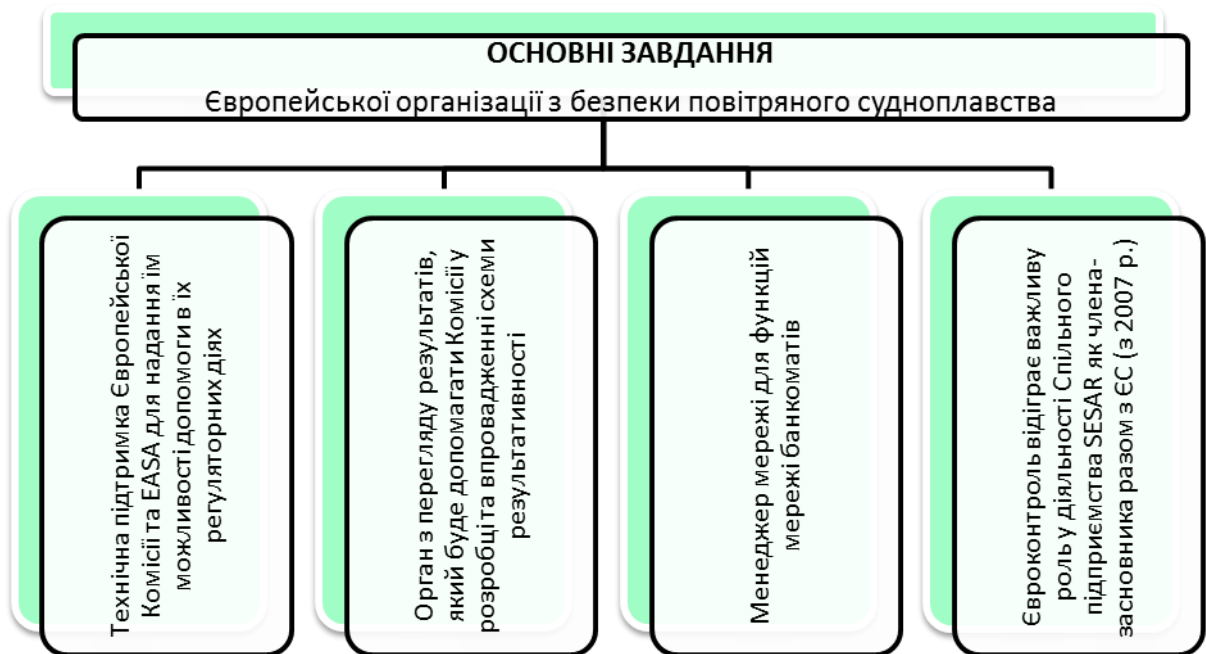 ОСНОВНІ ЗАВДАННЯ
Європейської організації з безпеки повітряного судноплавства
Технічна підтримка Європейської
Комісії та EASA для надання їм
можливості допомоги в їх
регуляторних діях
Орган з перегляду результатів,
який буде допомагати Комісії у
розробці та впровадженні схеми
результативності
Менеджер мережі для функцій
мережі банкоматів
Євроконтроль відіграє важливу
роль у діяльності Спільного
підприємства SESAR як члена-
засновника разом з ЄС (з 2007 р.)